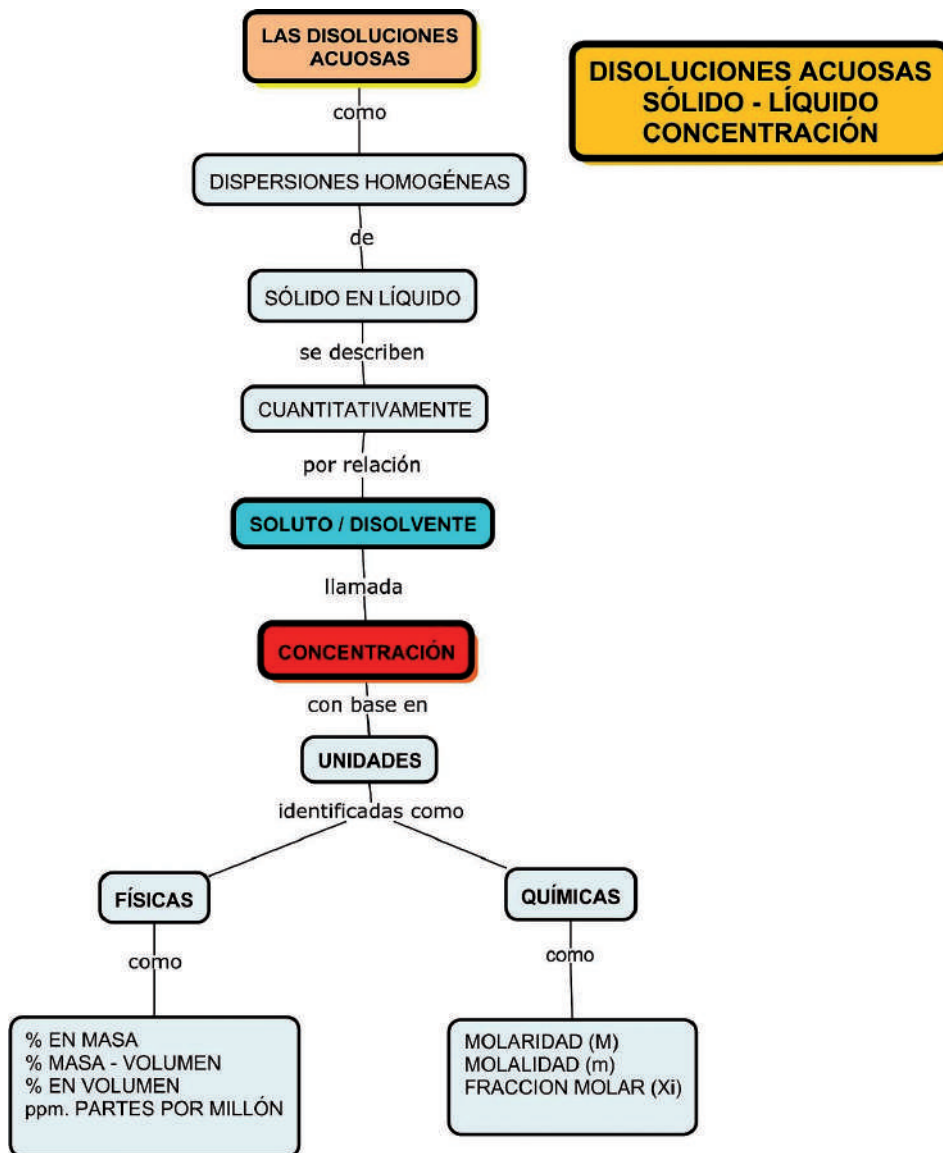 LAS DISOLUCIONES
ACUOSAS
DISOLUCIONES ACUOSAS
SÓLIDO - LÍQUIDO
CONCENTRACIÓN
como
DISPERSIONES HOMOGÉNEAS
de
SÓLIDO EN LÍQUIDO
se describen
CUANTITATIVAMENTE
por relación
SOLUTO / DISOLVENTE
llamada
CONCENTRACIÓN
con base en
UNIDADES
identificadas como
FÍSICAS
como
% EN MASA
% MASA - VOLUMEN
% EN VOLUMEN
ppm. PARTES POR MILLÓN
QUÍMICAS
como
MOLARIDAD (M)
MOLALIDAD (m)
FRACCION MOLAR (Xi)